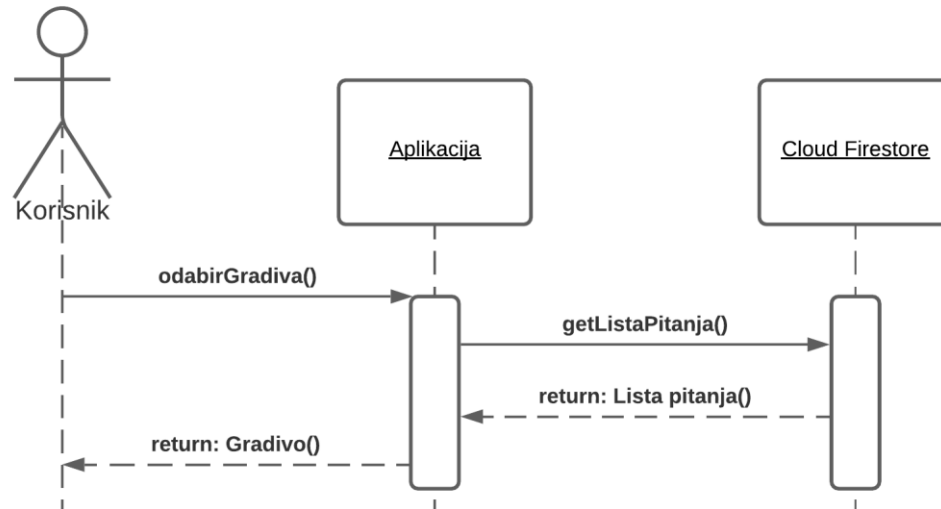 Korisnik
Aplikacija
Cloud Firestore
odabirGradiva()
getListaPitanja()
return: Lista pitanja()
return: Gradivo()